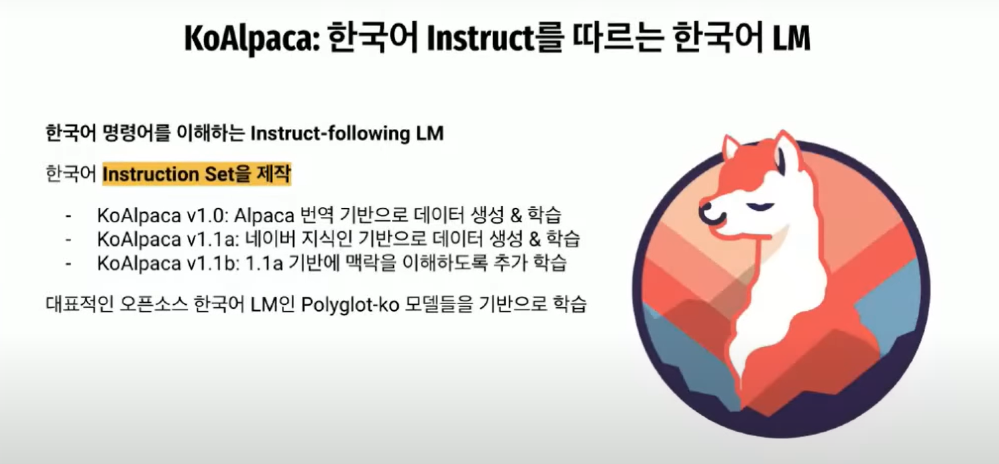 KoAlpaca: 한국어 Instruct를 따르는 한국어 LM
한국어 명령어를 이해하는 Instruct-following LM
한국어 Instruction Set을 제작
- KoAlpaca v1.0: Alpaca 번역 기반으로 데이터 생성 & 학습
- KoAlpaca v1.1a: 네이버 지식인 기반으로 데이터 생성 & 학습
- KoAlpaca v1.1b: 1.1a 기반에 맥락을 이해하도록 추가 학습
대표적인 오픈소스 한국어 LM인 Polyglot-ko 모델들을 기반으로 학습